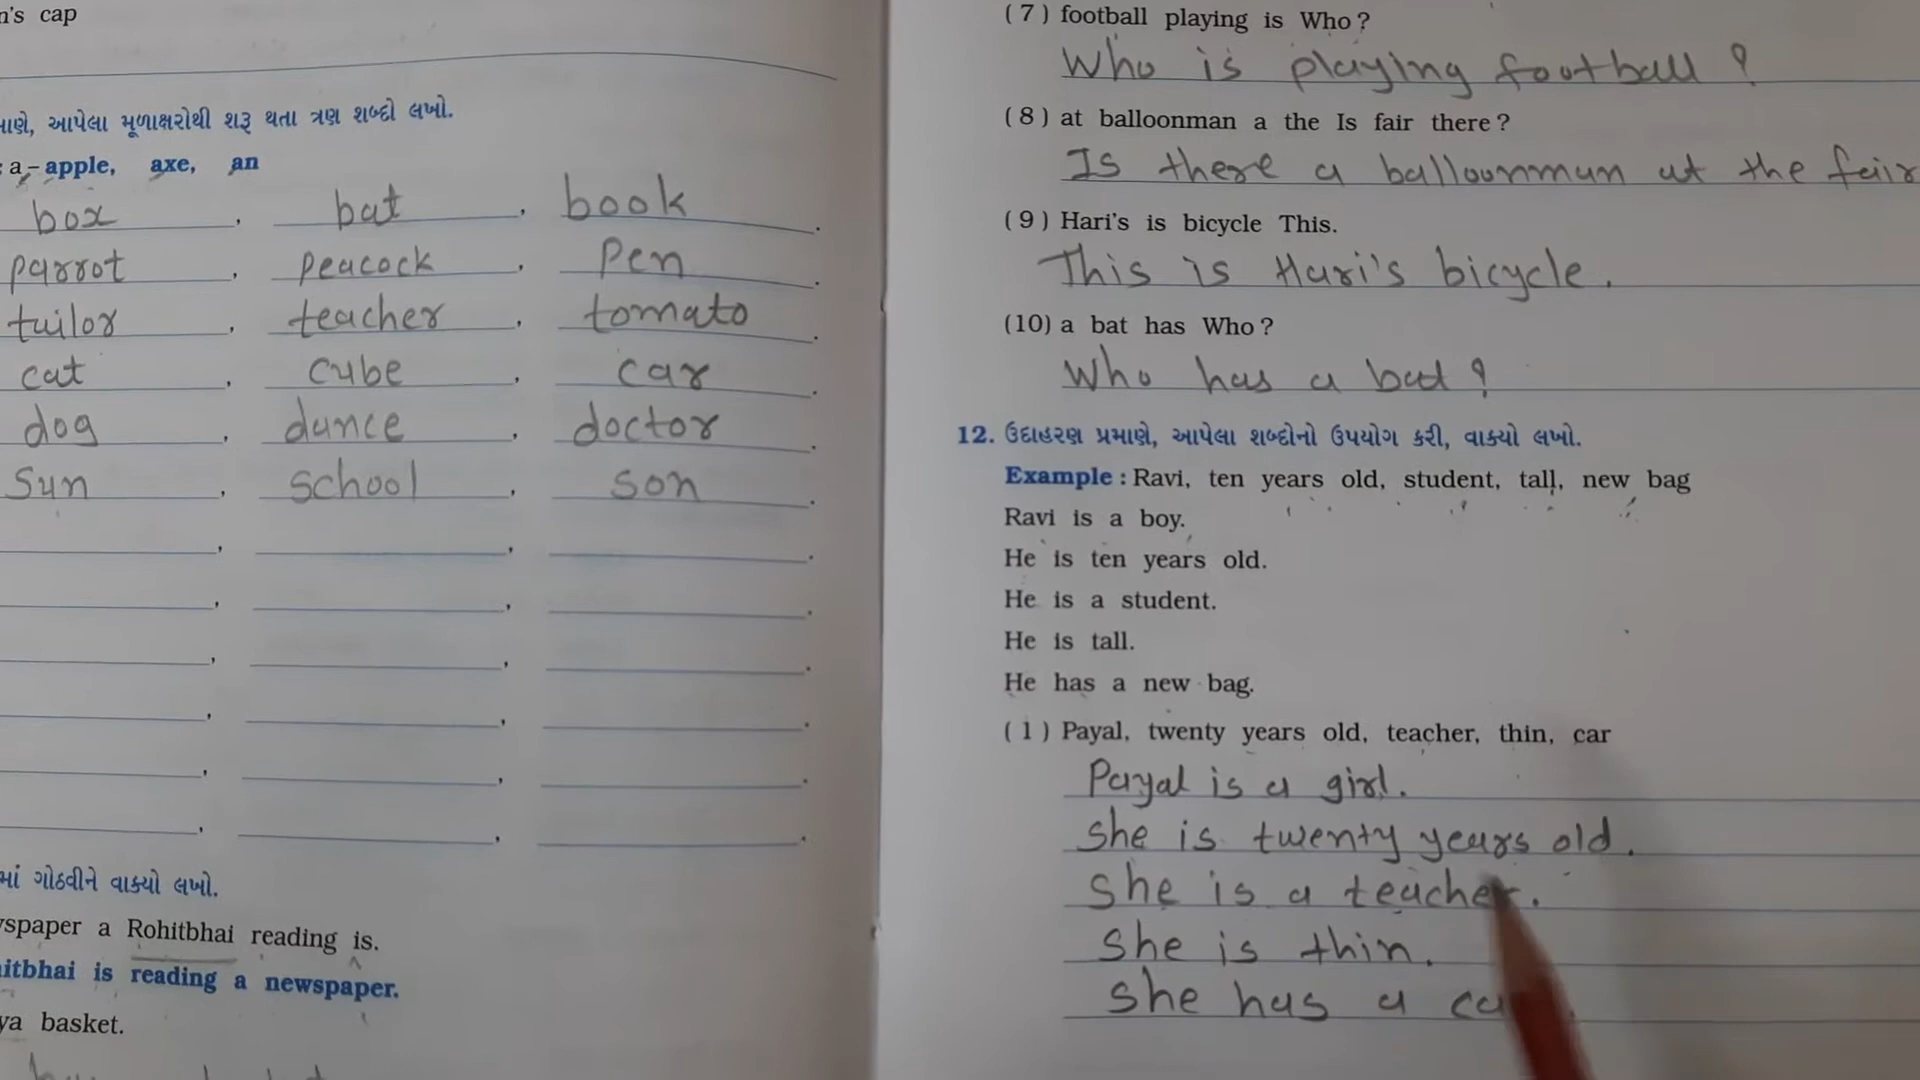 n's cap
આપેલા મૂળાક્ષરોથી શરૂ થતા ત્રણ શબ્દો લખો.
a – apple, axe, an
box , bat , book .
parrot , peacock , pen .
tailor , teacher , tomato .
cat , cube , car .
dog , dance , doctor .
sun , school , son .
ગોઠવીને વાક્યો લખો.
a Rohitbhai reading is.
is reading a newspaper.
basket.
( 7 ) football playing is Who ?
Who is playing football ?
( 8 ) at balloonman a the Is fair there ?
Is there a balloonman at the fair
( 9 ) Hari's is bicycle This.
This is Hari's bicycle.
(10) a bat has Who ?
Who has a bat ?
12. ઉદાહરણ પ્રમાણે, આપેલા શબ્દોનો ઉપયોગ કરી, વાક્યો લખો.
Example : Ravi, ten years old, student, tall, new bag
Ravi is a boy.
He is ten years old.
He is a student.
He is tall.
He has a new bag.
( 1 ) Payal, twenty years old, teacher, thin, car
Payal is a girl.
She is twenty years old.
She is a teacher.
She is thin.
She has a